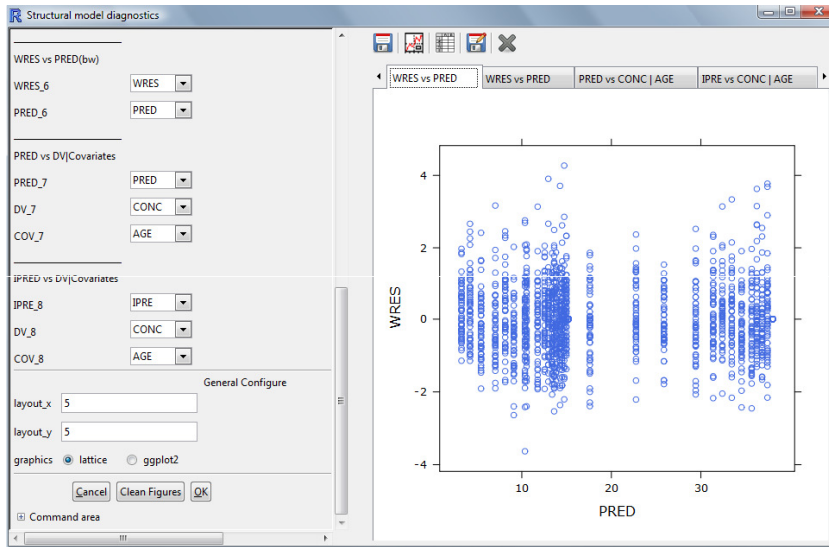 Structural model diagnostics
WRES vs PRED(bw)
WRES_6 WRES
PRED_6 PRED
PRED vs DV|Covariates
PRED_7 PRED
DV_7 CONC
COV_7 AGE
IPRED vs DV|Covariates
IPRE_8 IPRE
DV_8 CONC
COV_8 AGE
General Configure
layout_x 5
layout_y 5
graphics lattice ggplot2
Cancel Clean Figures OK
Command area
WRES vs PRED WRES vs PRED PRED vs CONC | AGE IPRE vs CONC | AGE
4
2
0
-2
-4
WRES
10 20 30
PRED